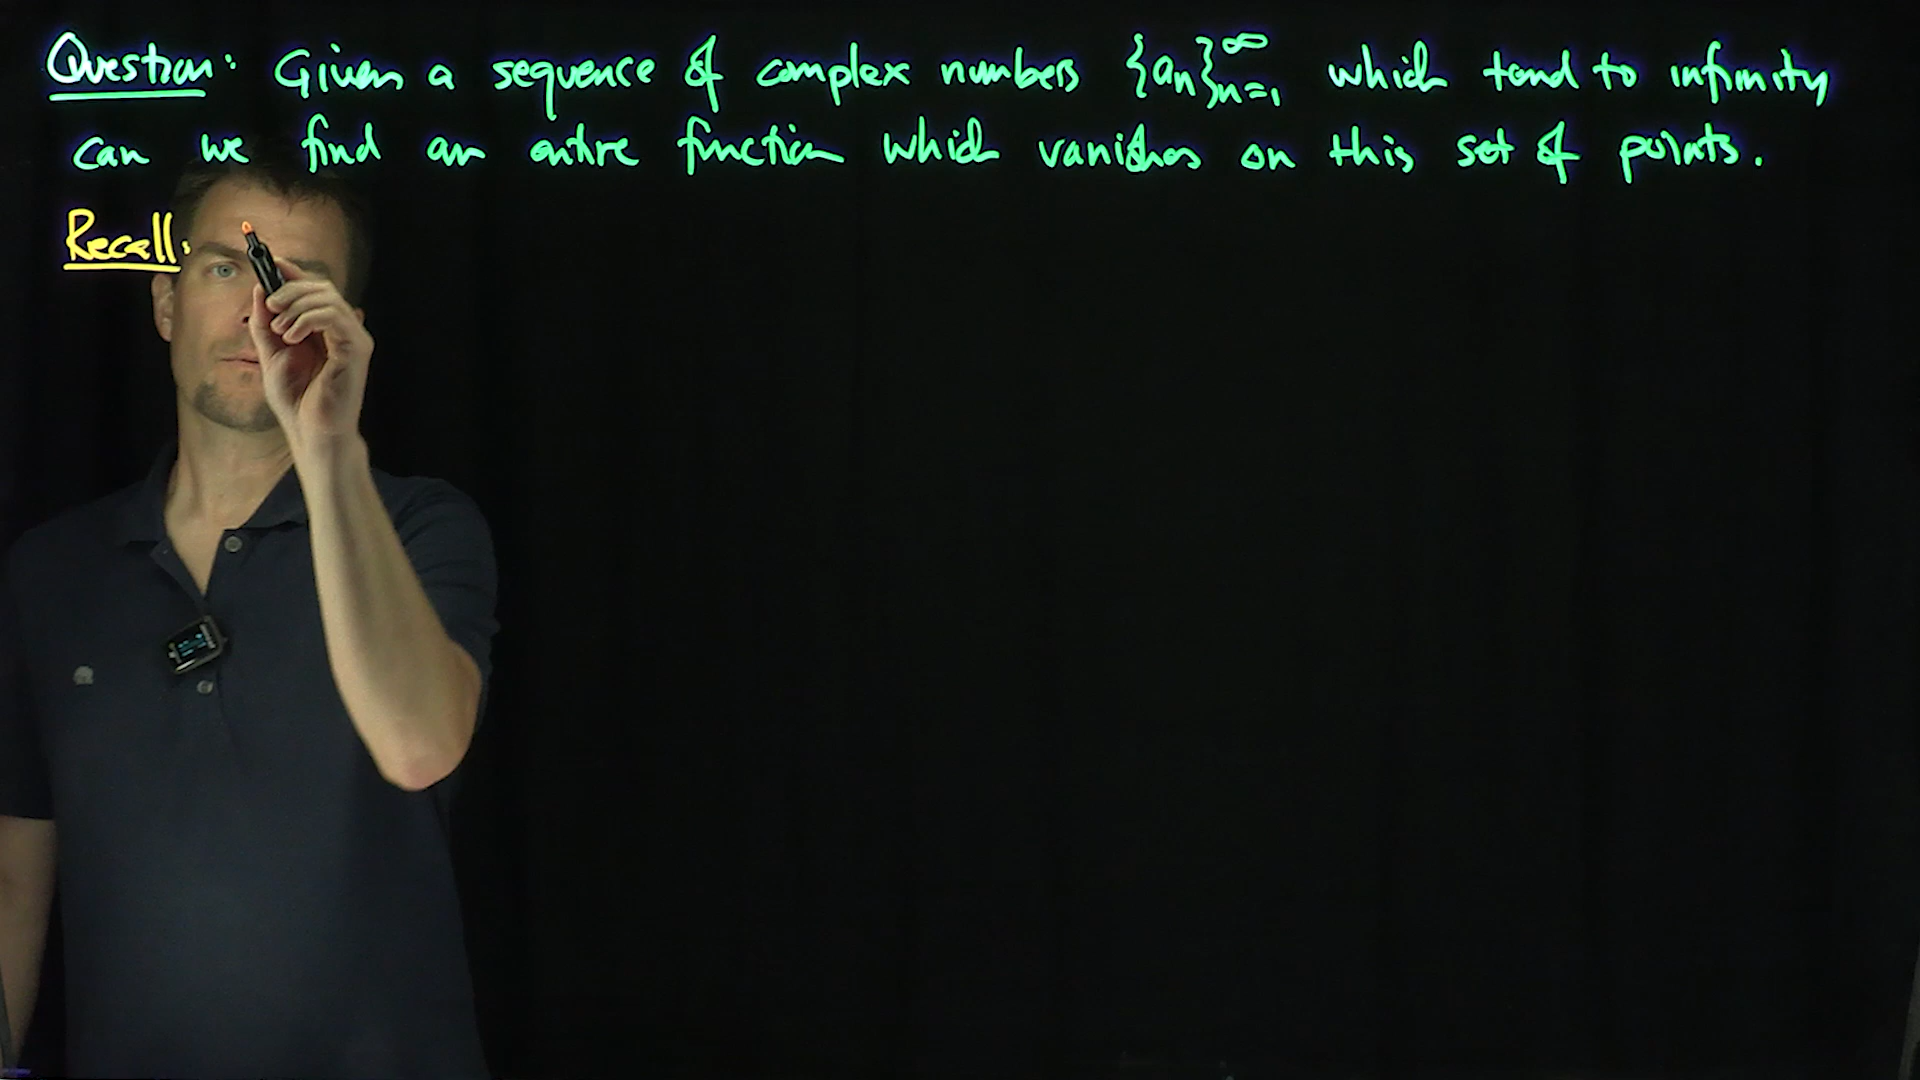 Question: Given a sequence of complex numbers {aₙ}ₙ₌₁^∞ which tend to infinity
can we find an entire function which vanishes on this set of points.
Recall: